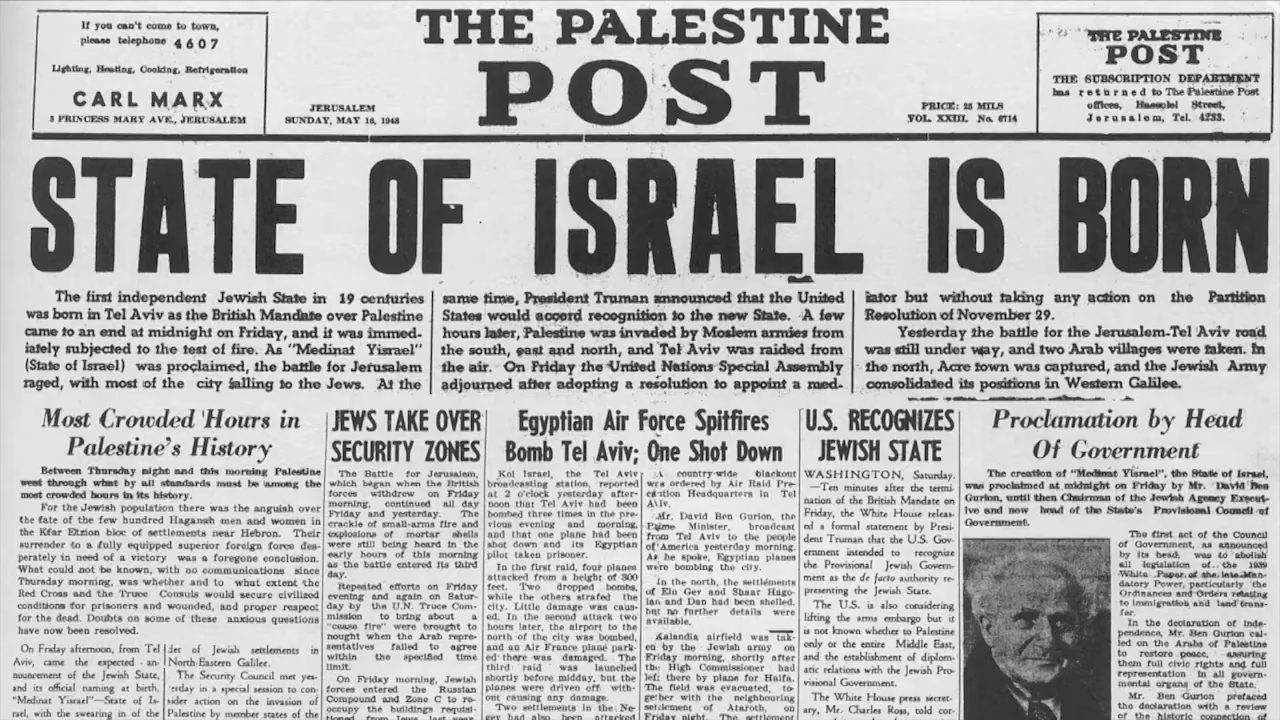 If you can't come to town,
please telephone 4607
Lighting, Heating, Cooking, Refrigeration
CARL MARX
3 PRINCESS MARY AVE., JERUSALEM
JERUSALEM
SUNDAY, MAY 16, 1948
THE PALESTINE
POST
PRICE: 25 MILS
VOL. XXIII. No. 6714
THE PALESTINE
POST
THE SUBSCRIPTION DEPARTMENT
has returned to The Palestine Post
offices, Hassolel Street,
Jerusalem, Tel. 4233.
STATE OF ISRAEL IS BORN
The first independent Jewish State in 19 centuries
was born in Tel Aviv as the British Mandate over Palestine
came to an end at midnight on Friday, and it was immed-
iately subjected to the test of fire. As "Medinat Yisrael"
(State of Israel) was proclaimed, the battle for Jerusalem
raged, with most of the city falling to the Jews. At the
same time, President Truman announced that the United
States would accord recognition to the new State. A few
hours later, Palestine was invaded by Moslem armies from
the south, east and north, and Tel Aviv was raided from
the air. On Friday the United Nations Special Assembly
adjourned after adopting a resolution to appoint a med-
iator but without taking any action on the Partition
Resolution of November 29.
Yesterday the battle for the Jerusalem-Tel Aviv road
was still under way, and two Arab villages were taken. In
the north, Acre town was captured, and the Jewish Army
consolidated its positions in Western Galilee.
Most Crowded Hours in
Palestine's History
Between Thursday night and this morning Palestine
went through what by all standards must be among the
most crowded hours in its history.
For the Jewish population there was the anguish over
the fate of the few hundred Haganah men and women in
the Kfar Etzion bloc of settlements near Hebron. Their
surrender to a fully equipped superior foreign force des-
perately in need of a victory was a foregone conclusion.
What could not be known, with no communications since
Thursday morning, was whether and to what extent the
Red Cross and the Truce Consuls would secure civilized
conditions for prisoners and wounded, and proper respect
for the dead. Doubts on some of these anxious questions
have now been resolved.
On Friday afternoon, from Tel
Aviv, came the expected an-
nouncement of the Jewish State,
and its official naming at birth,
"Medinat Yisrael"—State of Is-
rael, with the swearing in of the
der of Jewish settlements in
North-Eastern Galilee.
The Security Council met yes-
terday in a special session to con-
sider action on the invasion of
Palestine by member states of the
JEWS TAKE OVER
SECURITY ZONES
The Battle for Jerusalem,
which began when the British
forces withdrew on Friday
morning, continued all day
Friday and yesterday. The
crackle of small-arms fire and
explosions of mortar shells
were still being heard in the
early hours of this morning
as the battle entered its third
day.
Repeated efforts on Friday
evening and again on Satur-
day by the U.N. Truce Com-
mission to bring about a
"cease fire" were brought to
nought when the Arab repre-
sentatives failed to agree
within the specified time
limit.
On Friday morning, Jewish
forces entered the Russian
Compound and Zone C to re-
occupy the buildings requisi-
tioned from Jews last year
Egyptian Air Force Spitfires
Bomb Tel Aviv; One Shot Down
Kol Israel, the Tel Aviv
broadcasting station, reported
at 2 o'clock yesterday after-
noon that Tel Aviv had been
bombed three times in the pre-
vious evening and morning,
and that one plane had been
shot down and its Egyptian
pilot taken prisoner.
In the first raid, four planes
attacked from a height of 300
feet. Two dropped bombs,
while the others strafed the
city. Little damage was caus-
ed. In the second attack two
hours later, the airport to the
north of the city was bombed,
and an Air France plane park-
ed there was damaged. The
third raid was launched
shortly before midday, but the
planes were driven off with-
out causing any damage.
Two settlements in the Ne-
gev had also been attacked
A country-wide blackout
was ordered by Air Raid Pre-
caution Headquarters in Tel
Aviv.
Mr. David Ben Gurion, the
Prime Minister, broadcast
from Tel Aviv to the people
of America yesterday morning.
As he spoke, Egyptian planes
were bombing the city.
In the north, the settlements
of Ein Gev and Shaar Hago-
lan and Dan had been shelled,
but no further details were
available.
Kalandia airfield was tak-
en by the Jewish army on
Friday morning, shortly after
the High Commissioner had
left there by plane for Haifa.
The field was evacuated, to-
gether with the neighbouring
settlement of Ataroth, on
Friday night. The settlement
U.S. RECOGNIZES
JEWISH STATE
WASHINGTON, Saturday.
—Ten minutes after the termi-
nation of the British Mandate on
Friday, the White House releas-
ed a formal statement by Presi-
dent Truman that the U.S. Gov-
ernment intended to recognize
the Provisional Jewish Govern-
ment as the de facto authority re-
presenting the Jewish State.
The U.S. is also considering
lifting the arms embargo but it
is not known whether to Palestine
only or the entire Middle East,
and the establishment of diplom-
atic relations with the Jewish Pro-
visional Government.
The White House press secret-
ary, Mr. Charles Ross, told cor-
Proclamation by Head
Of Government
The creation of "Medinat Yisrael", the State of Israel,
was proclaimed at midnight on Friday by Mr. David Ben
Gurion, until then Chairman of the Jewish Agency Execut-
ive and now head of the State's Provisional Council of
Government.
The first act of the Council
of Government, as announced
by its head, was to abolish
all legislation of the 1939
White Paper of the late Man-
datory Power, particularly the
Ordinances and Orders relating
to immigration and land trans-
fer.
In the declaration of inde-
pendence, Mr. Ben Gurion cal-
led on the Arabs of Palestine
to restore peace, assuring
them full civic rights and full
representation in all govern-
mental organs of the State.
Mr. Ben Gurion prefaced
the declaration with a review
of the historic connection of